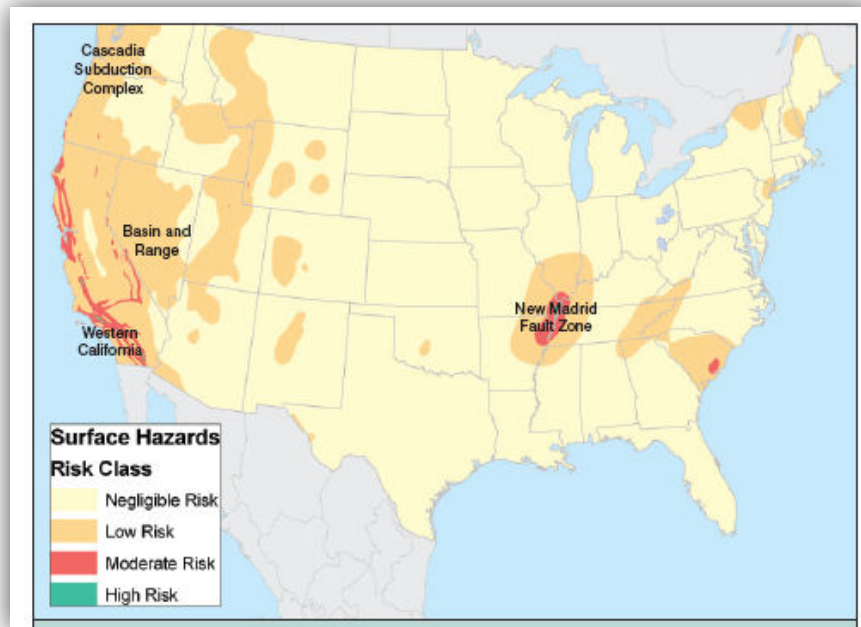 Cascadia
Subduction
Complex
Basin and
Range
New Madrid
Fault Zone
Western
California
Surface Hazards
Risk Class
Negligible Risk
Low Risk
Moderate Risk
High Risk